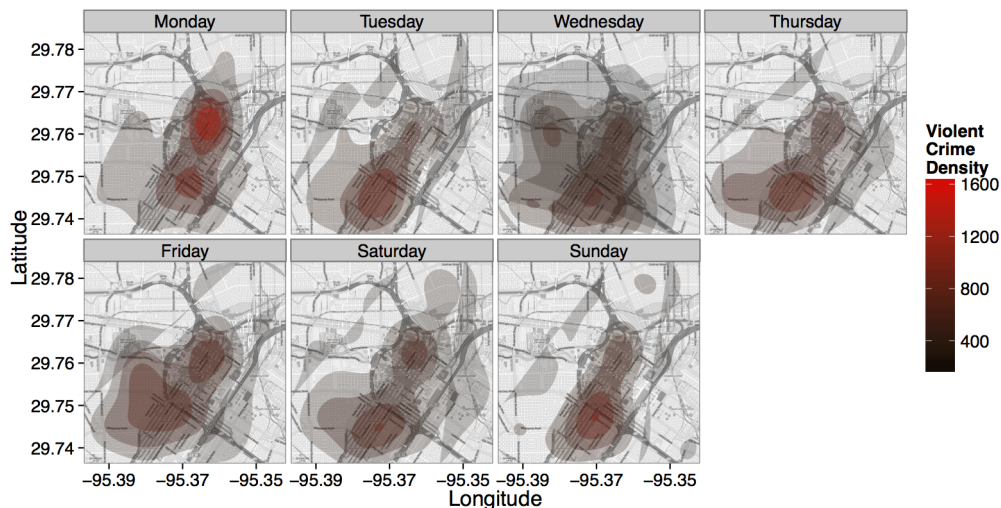 Monday Tuesday Wednesday Thursday
29.78
29.77
29.76
29.75
29.74
Friday Saturday Sunday
29.78
29.77
29.76
29.75
29.74
−95.39 −95.37 −95.35 −95.39 −95.37 −95.35 −95.39 −95.37 −95.35
Longitude
Latitude
Violent
Crime
Density
1600
1200
800
400